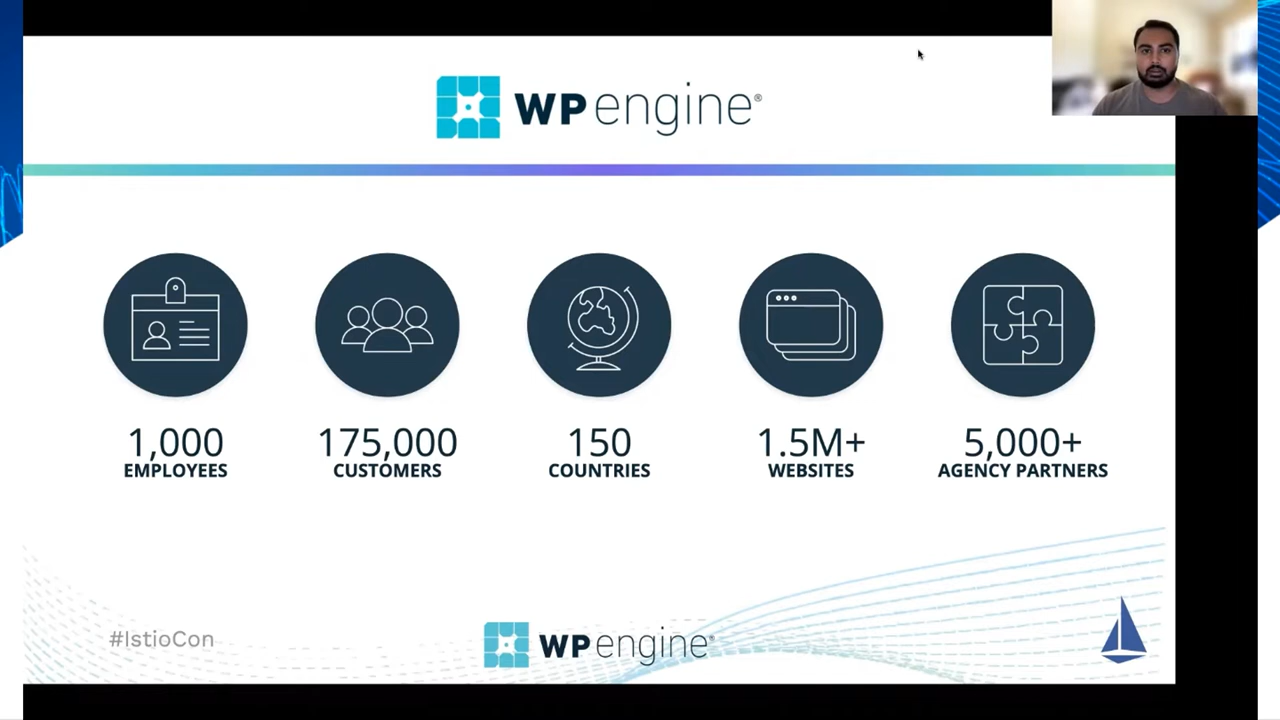 WP engine®
1,000
EMPLOYEES
175,000
CUSTOMERS
150
COUNTRIES
1.5M+
WEBSITES
5,000+
AGENCY PARTNERS
#IstioCon
WP engine®